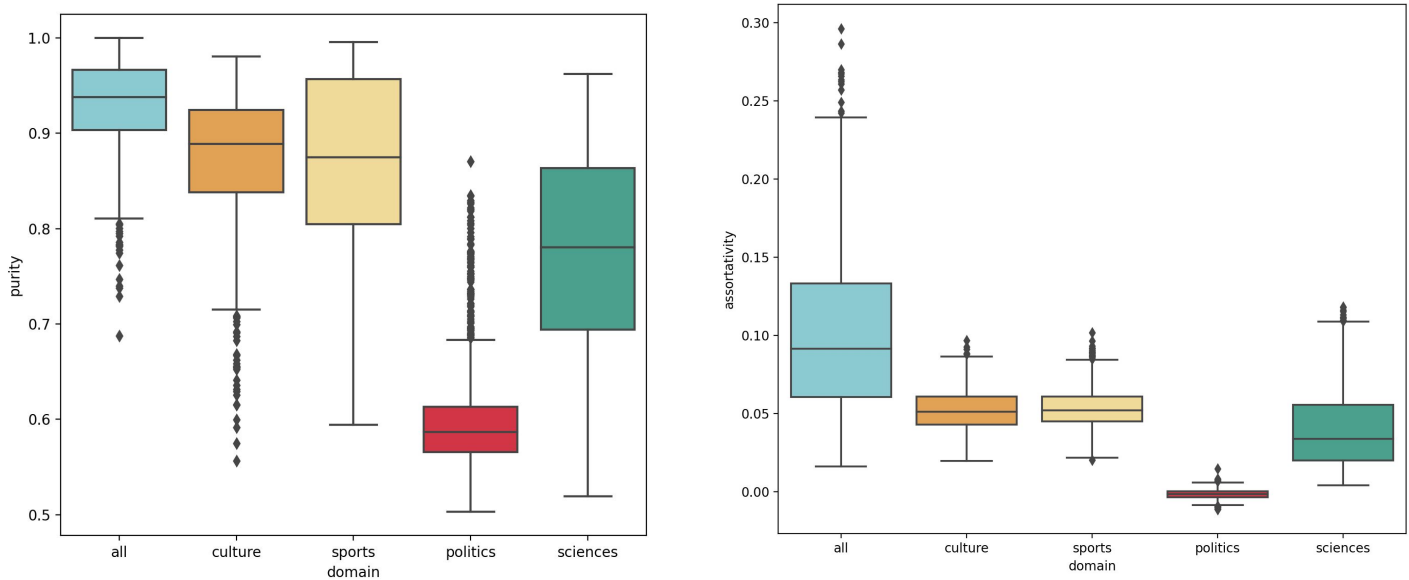 1.0
0.9
0.8
0.7
0.6
0.5
purity
all culture sports politics sciences
domain
0.30
0.25
0.20
0.15
0.10
0.05
0.00
assortativity
all culture sports politics sciences
domain